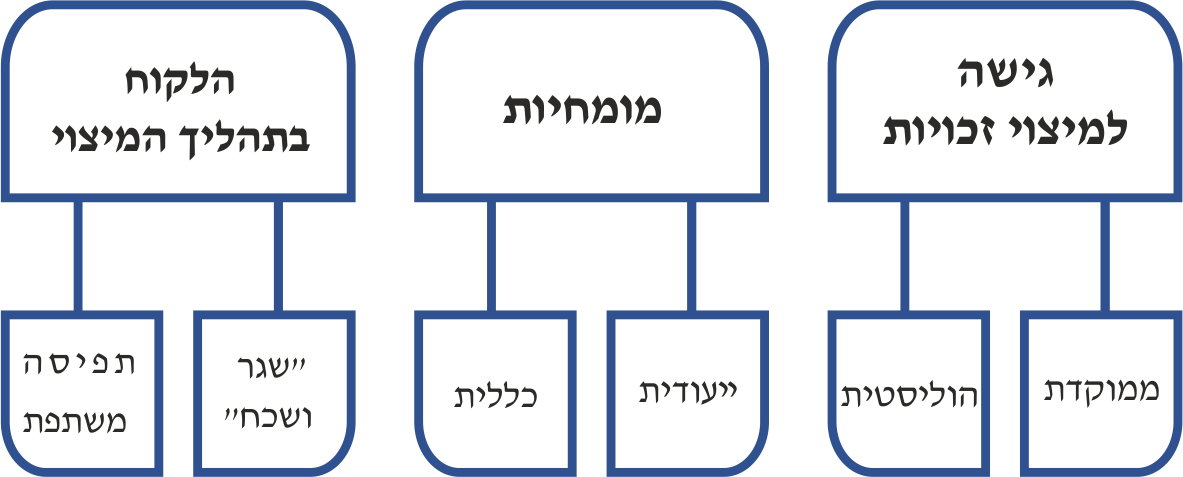 גישה
למיצוי זכויות
מומחיות
הלקוח
בתהליך המיצוי
ממוקדת
הוליסטית
ייעודית
כללית
״שגר
ושכח״
תפיסה
משתפת